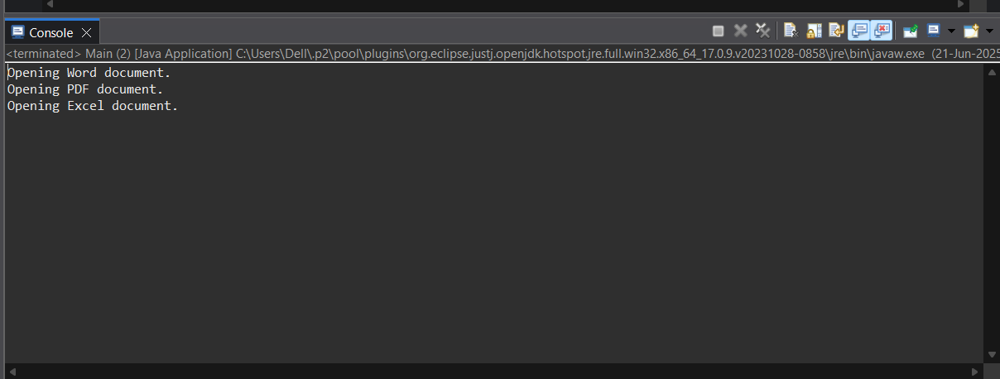 Console
<terminated> Main (2) [Java Application] C:\Users\Dell\.p2\pool\plugins\org.eclipse.justj.openjdk.hotspot.jre.full.win32.x86_64_17.0.9.v20231028-0858\jre\bin\javaw.exe (21-Jun-2025
Opening Word document.
Opening PDF document.
Opening Excel document.